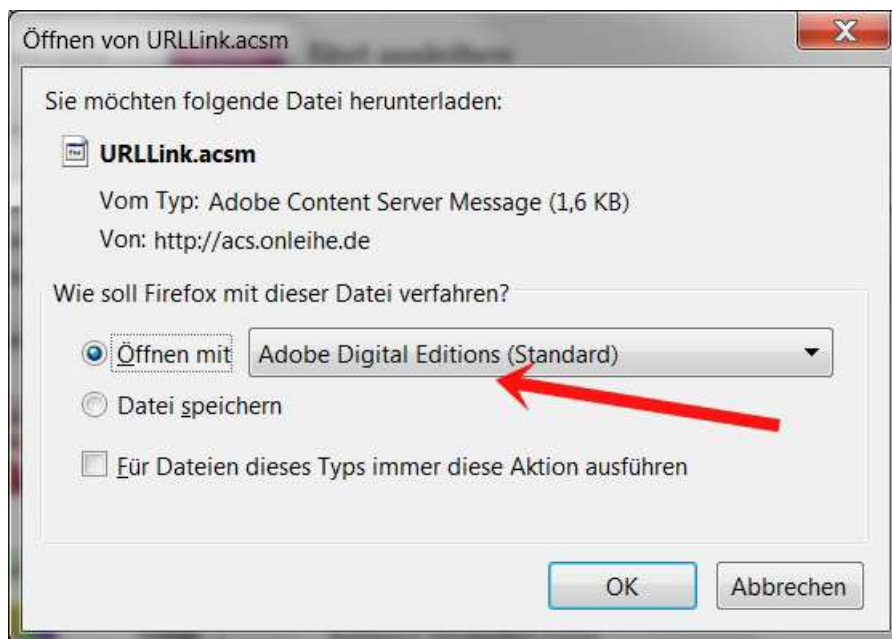 Öffnen von URLLink.acsm
Sie möchten folgende Datei herunterladen:
URLLink.acsm
Vom Typ: Adobe Content Server Message (1,6 KB)
Von: http://acs.onleihe.de
Wie soll Firefox mit dieser Datei verfahren?
Öffnen mit Adobe Digital Editions (Standard)
Datei speichern
Für Dateien dieses Typs immer diese Aktion ausführen
OK Abbrechen